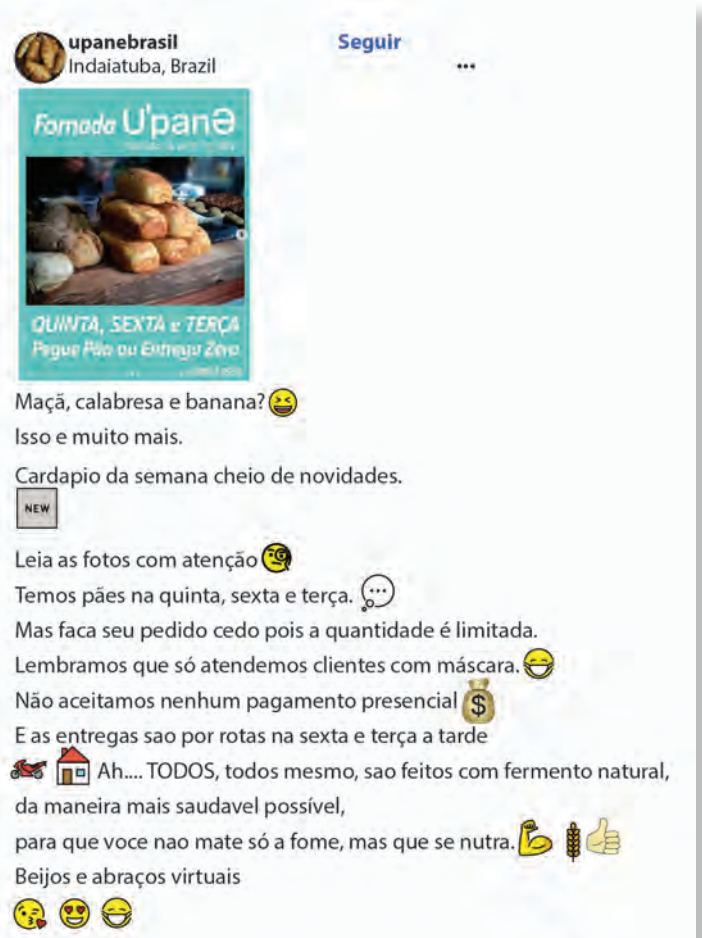 upanebrasil
Seguir
Indaiatuba, Brazil
Fornada U'panƏ
QUINTA, SEXTA e TERÇA
Pegue Pão ou Entrega Zero
Maçã, calabresa e banana?
Isso e muito mais.
Cardapio da semana cheio de novidades.
NEW
Leia as fotos com atenção
Temos pães na quinta, sexta e terça.
Mas faca seu pedido cedo pois a quantidade é limitada.
Lembramos que só atendemos clientes com máscara.
Não aceitamos nenhum pagamento presencial
E as entregas sao por rotas na sexta e terça a tarde
Ah.... TODOS, todos mesmo, sao feitos com fermento natural,
da maneira mais saudavel possível,
para que voce nao mate só a fome, mas que se nutra.
Beijos e abraços virtuais